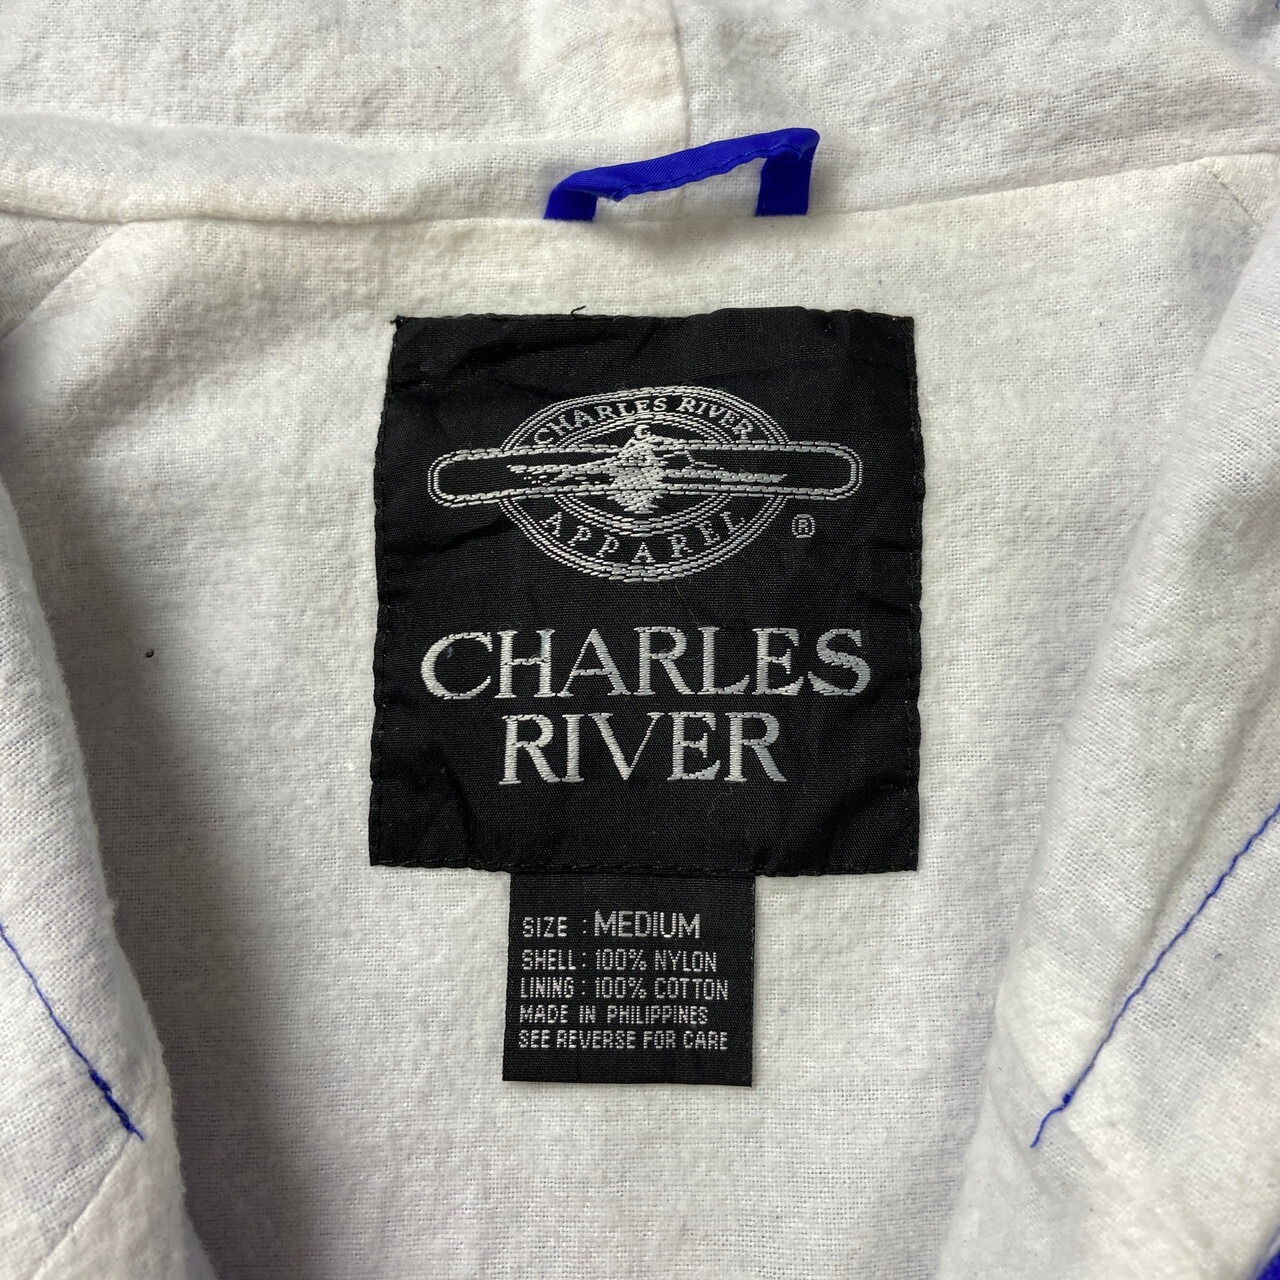 CHARLES RIVER
APPAREL
®
CHARLES
RIVER
SIZE : MEDIUM
SHELL : 100% NYLON
LINING : 100% COTTON
MADE IN PHILIPPINES
SEE REVERSE FOR CARE